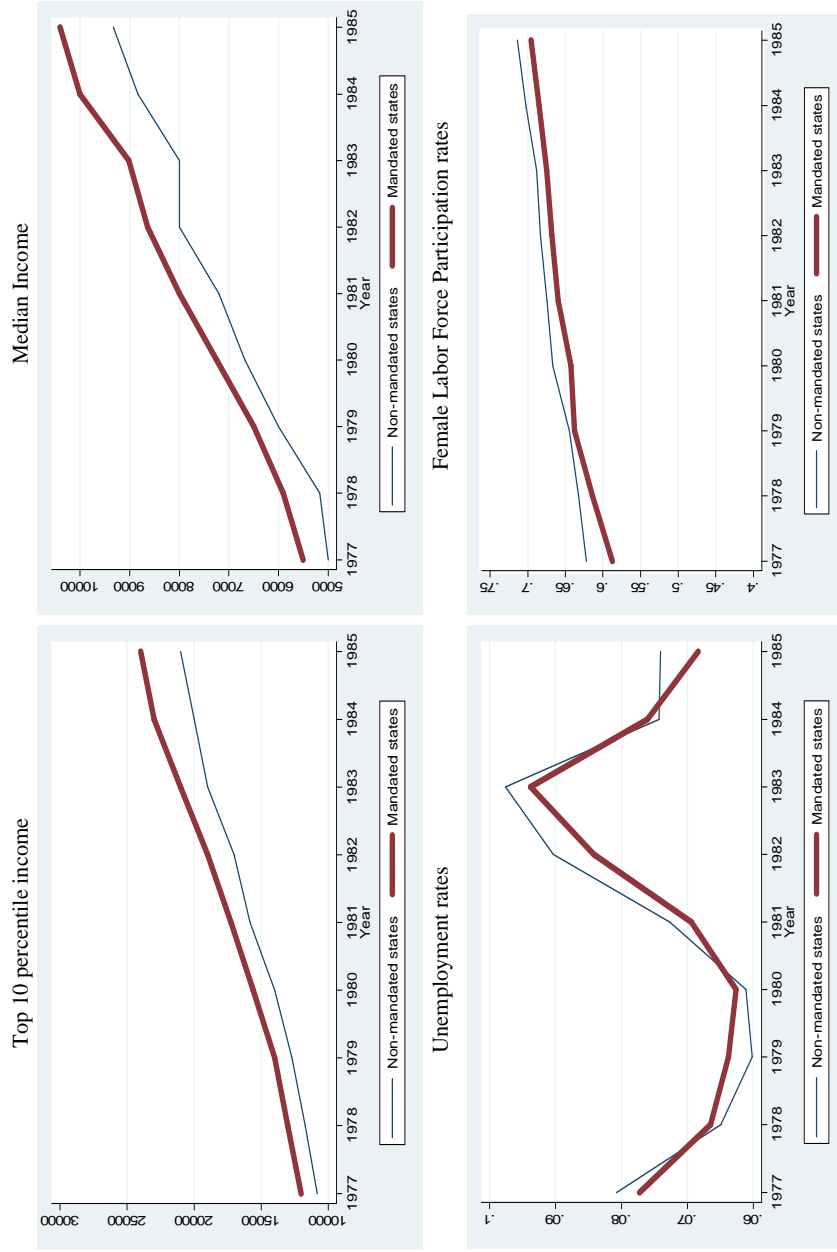 Top 10 percentile income
30000
25000
20000
15000
10000
1977 1978 1979 1980 1981 1982 1983 1984 1985
Year
Non-mandated states Mandated states
Median Income
10000
9000
8000
7000
6000
5000
1977 1978 1979 1980 1981 1982 1983 1984 1985
Year
Non-mandated states Mandated states
Unemployment rates
.1
.09
.08
.07
.06
1977 1978 1979 1980 1981 1982 1983 1984 1985
Year
Non-mandated states Mandated states
Female Labor Force Participation rates
.75
.7
.65
.6
.55
.5
.45
.4
1977 1978 1979 1980 1981 1982 1983 1984 1985
Year
Non-mandated states Mandated states